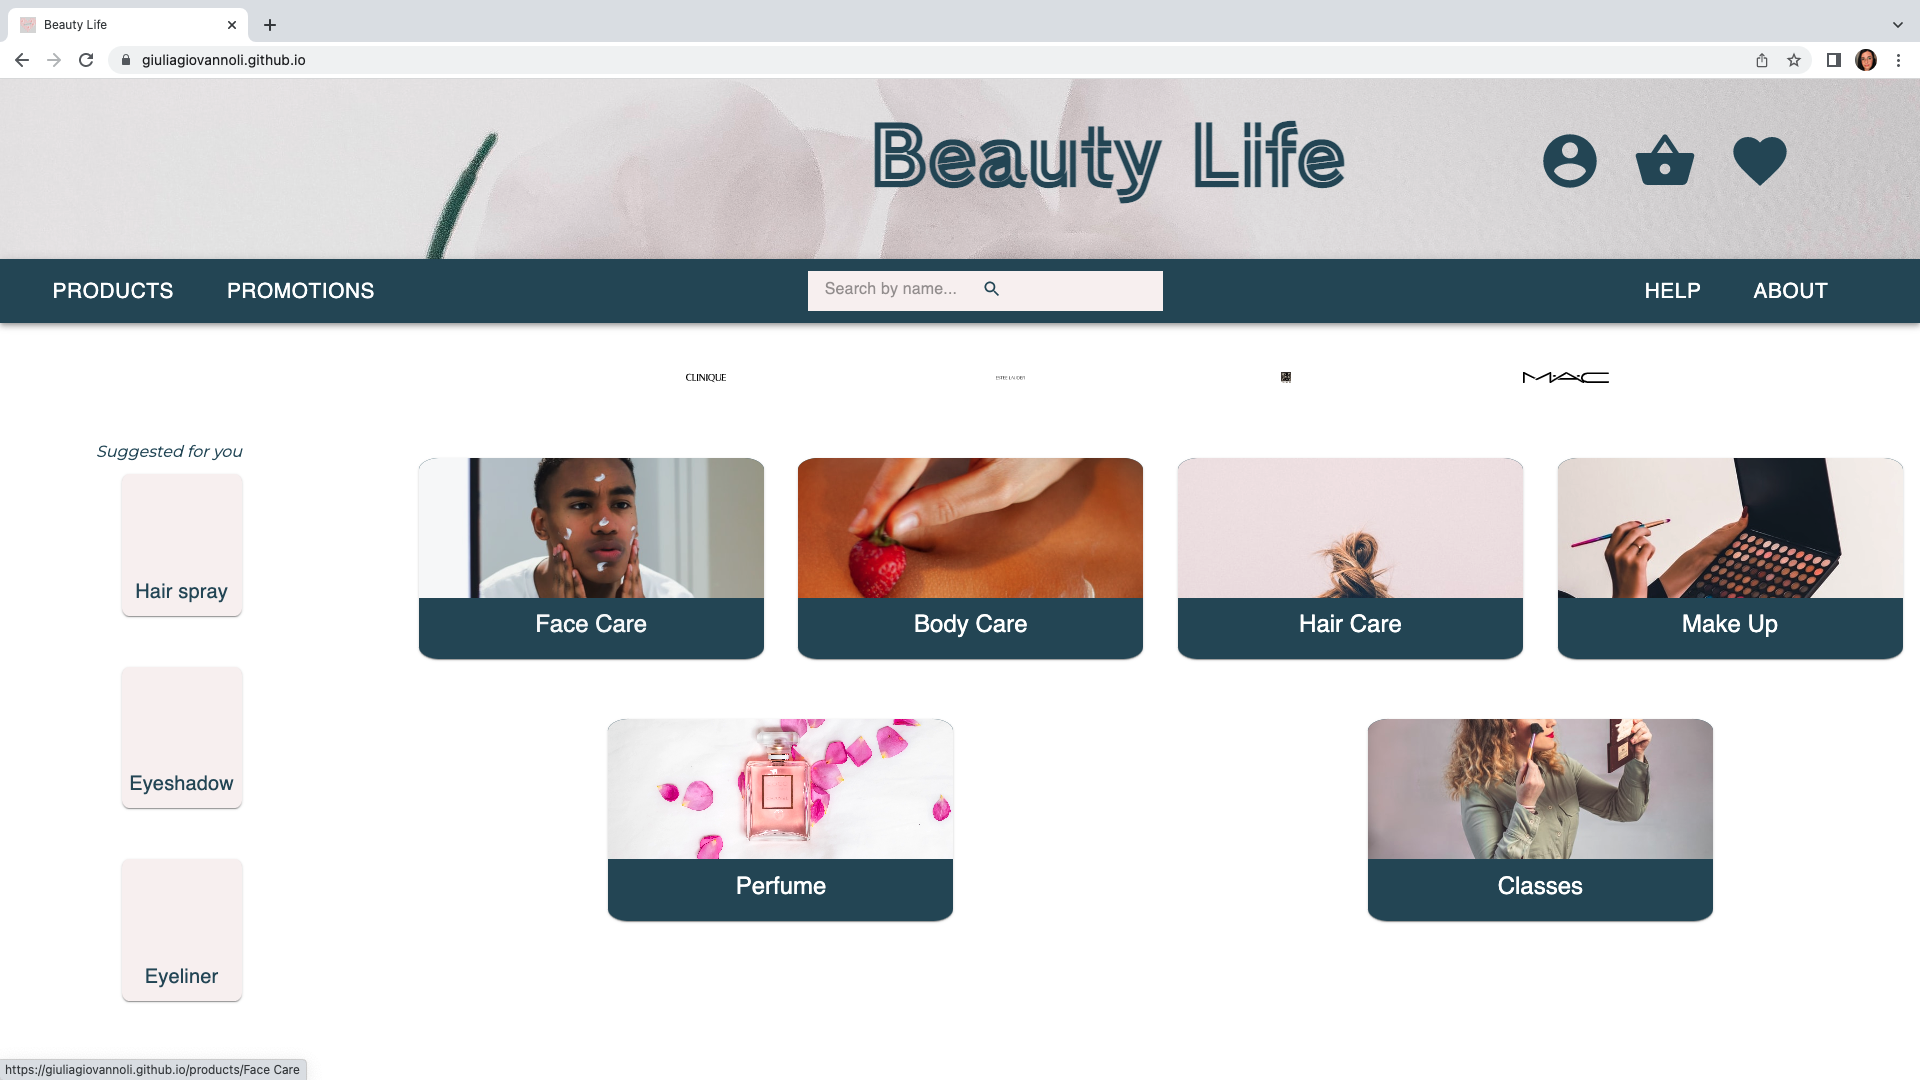 Beauty Life
giuliagiovannoli.github.io
Beauty Life
PRODUCTS
PROMOTIONS
Search by name...
HELP
ABOUT
CLINIQUE
ESTEE LAUDER
MAC
Suggested for you
Hair spray
Eyeshadow
Eyeliner
Face Care
Body Care
Hair Care
Make Up
Perfume
Classes
https://giuliagiovannoli.github.io/products/Face Care